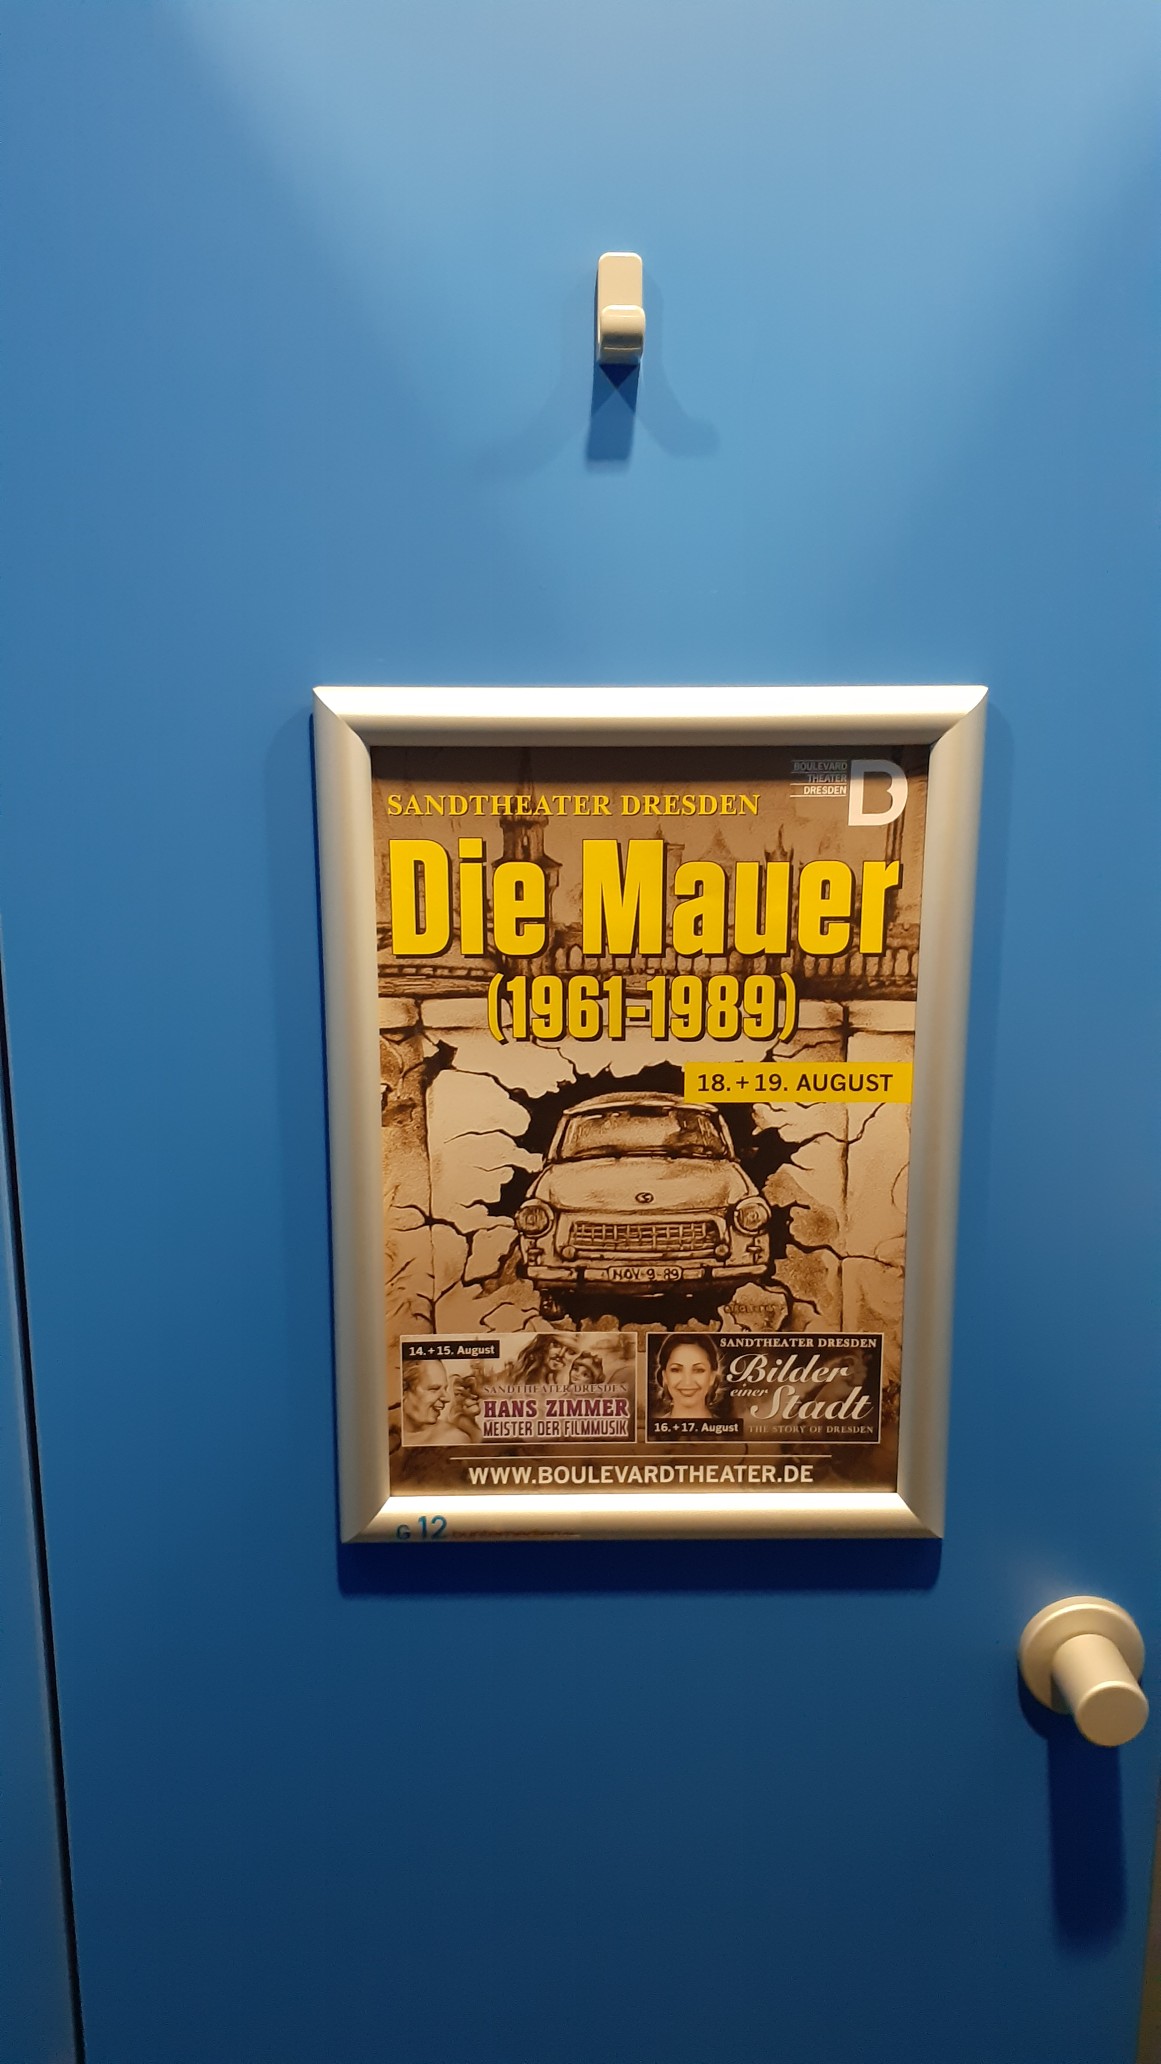 BOULEVARD
THEATER
DRESDEN
B
SANDTHEATER DRESDEN
Die Mauer
(1961-1989)
18.+19. AUGUST
NOV-9-89
14.+15. August
SANDTHEATER DRESDEN
HANS ZIMMER
MEISTER DER FILMMUSIK
SANDTHEATER DRESDEN
Bilder
einer Stadt
16.+17. August
THE STORY OF DRESDEN
WWW.BOULEVARDTHEATER.DE
G 12